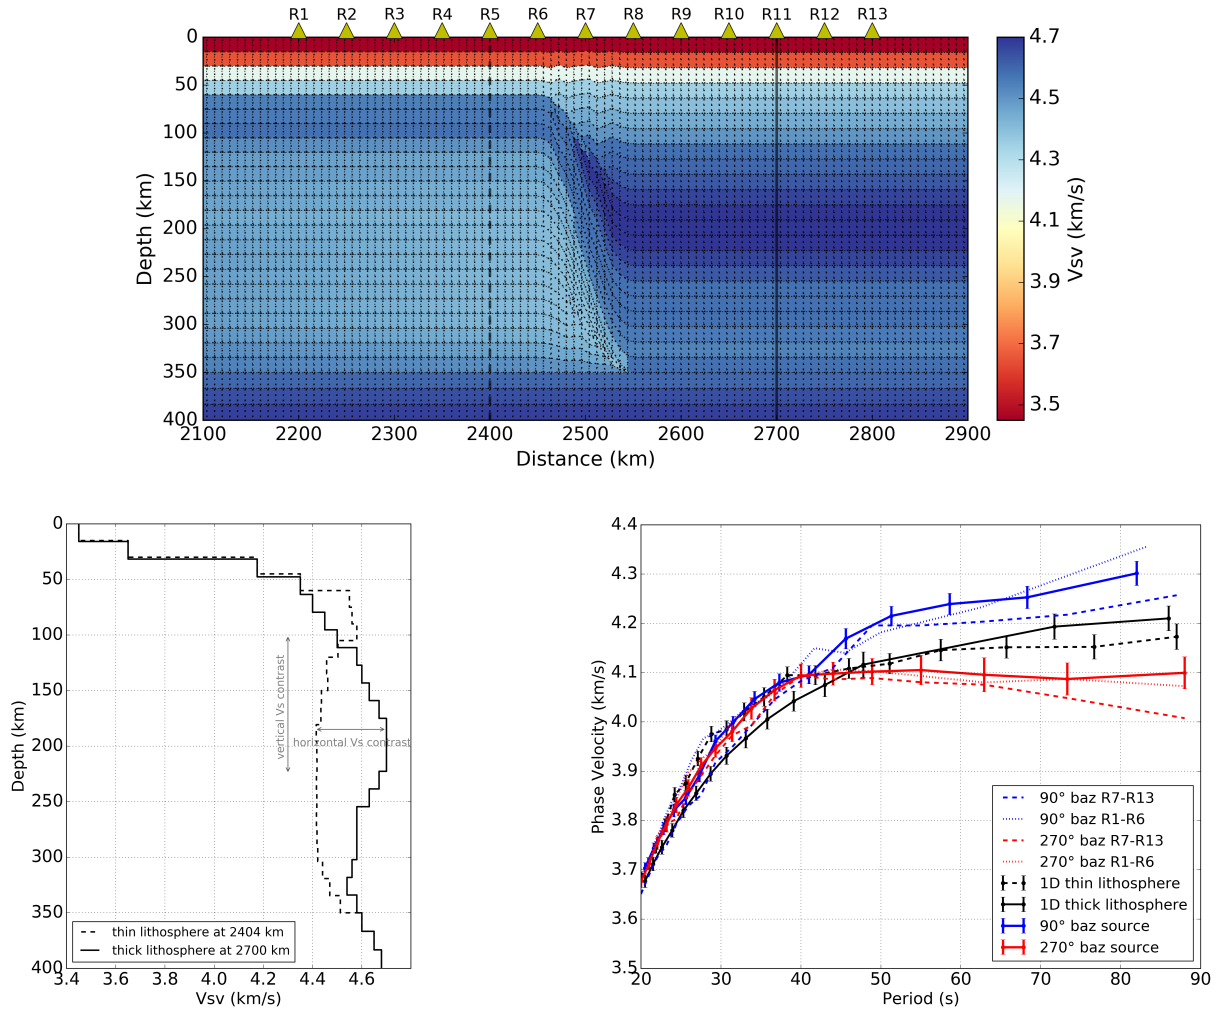 R1 R2 R3 R4 R5 R6 R7 R8 R9 R10 R11 R12 R13
0
50
100
150
200
250
300
350
400
Depth (km)
2100 2200 2300 2400 2500 2600 2700 2800 2900
Distance (km)
4.7
4.5
4.3
4.1
3.9
3.7
3.5
Vsv (km/s)
0
50
100
150
200
250
300
350
400
Depth (km)
vertical Vs contrast
horizontal Vs contrast
thin lithosphere at 2404 km
thick lithosphere at 2700 km
3.4 3.6 3.8 4.0 4.2 4.4 4.6
Vsv (km/s)
4.4
4.3
4.2
4.1
4.0
3.9
3.8
3.7
3.6
3.5
Phase Velocity (km/s)
90° baz R7-R13
90° baz R1-R6
270° baz R7-R13
270° baz R1-R6
1D thin lithosphere
1D thick lithosphere
90° baz source
270° baz source
20 30 40 50 60 70 80 90
Period (s)